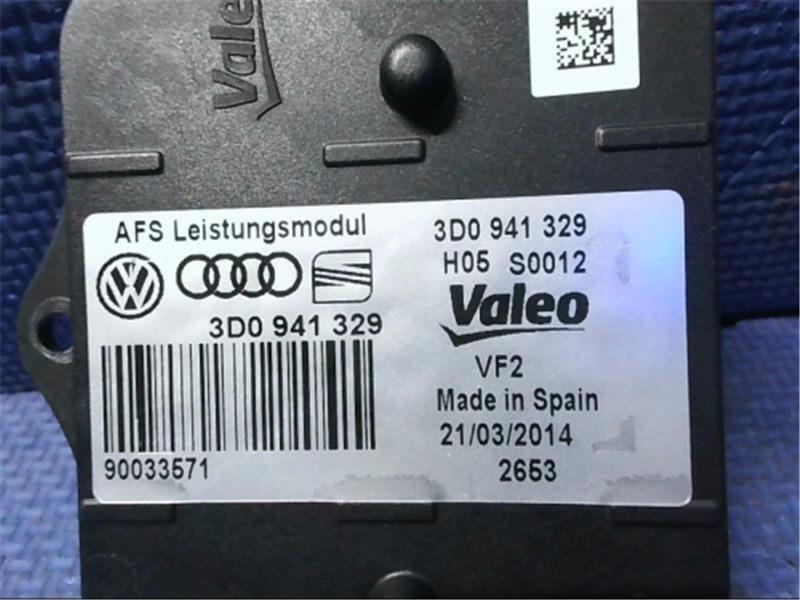 Valeo
AFS Leistungsmodul
3D0 941 329
90033571
3D0 941 329
H05 S0012
Valeo
VF2
Made in Spain
21/03/2014
2653